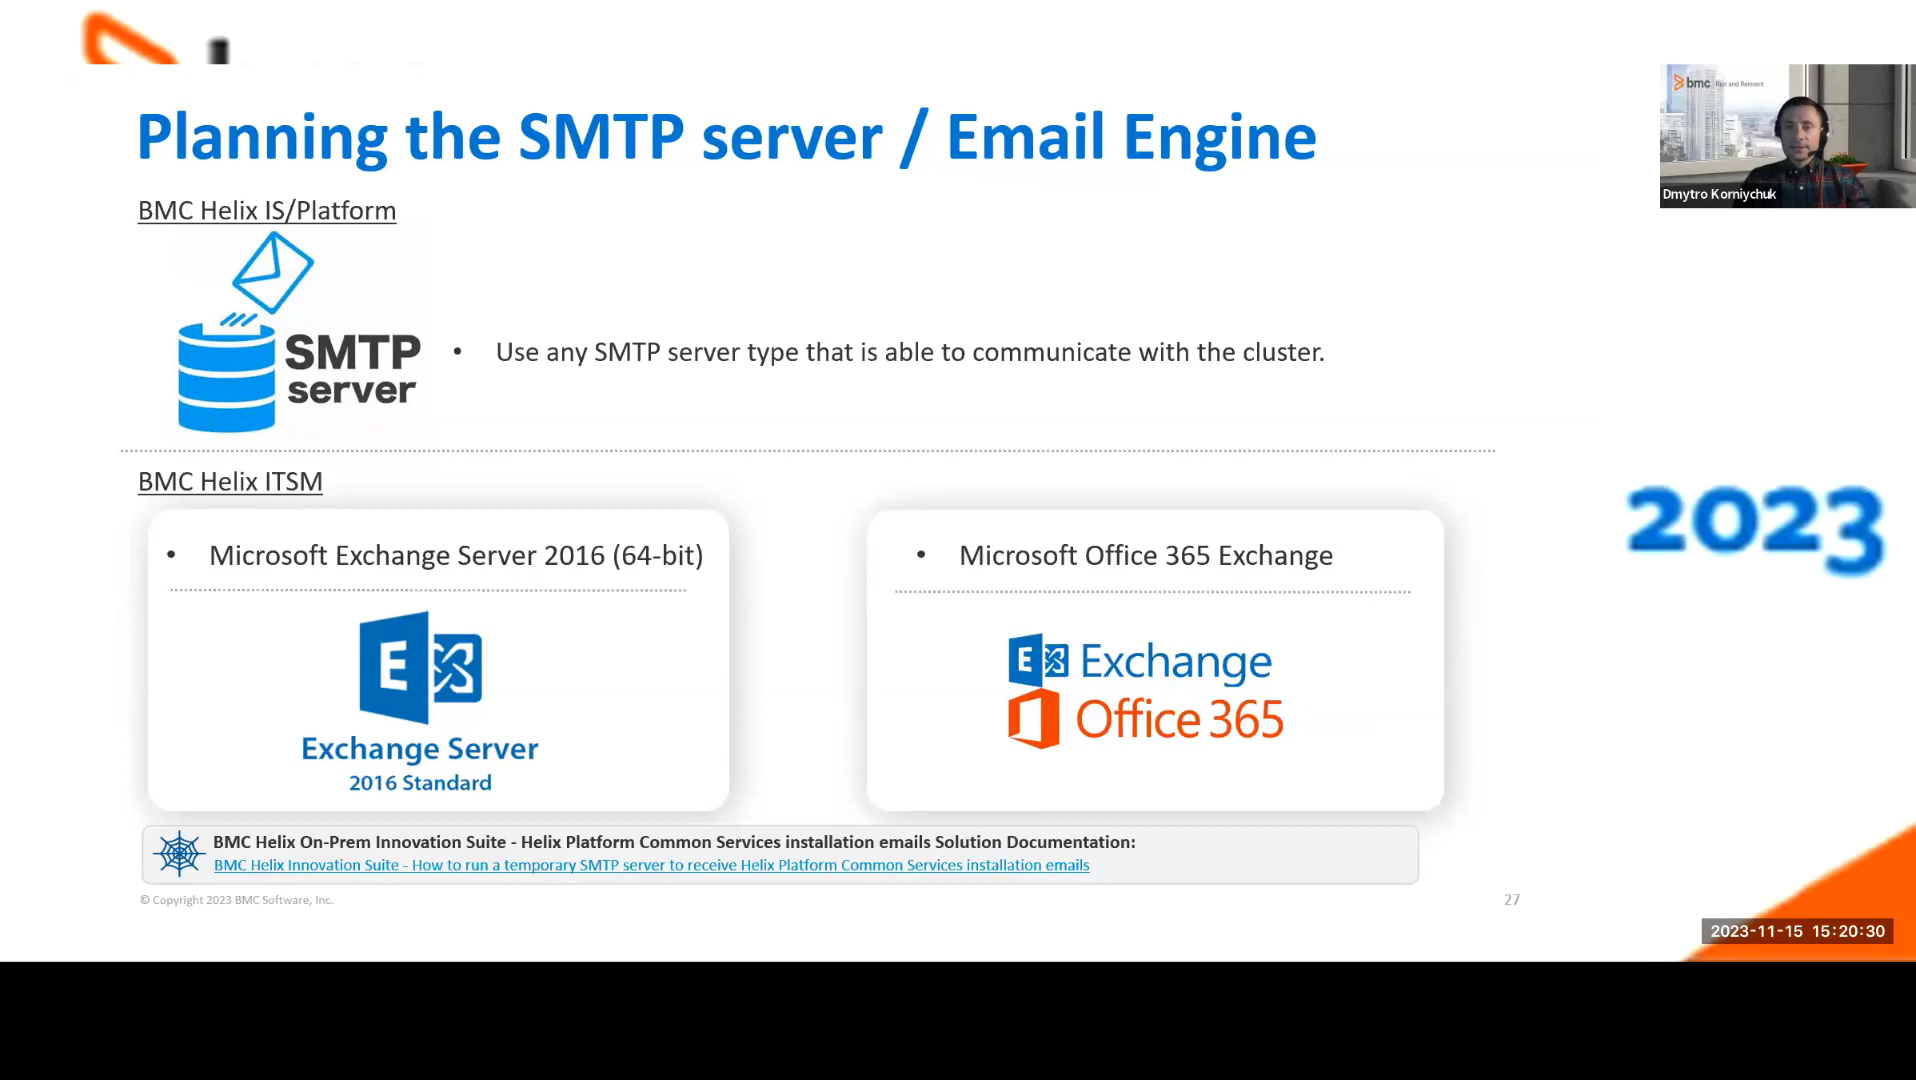 Planning the SMTP server / Email Engine
bmc Run and Reinvent
Dmytro Korniychuk
BMC Helix IS/Platform
SMTP
server
• Use any SMTP server type that is able to communicate with the cluster.
BMC Helix ITSM
• Microsoft Exchange Server 2016 (64-bit)
Exchange Server
2016 Standard
• Microsoft Office 365 Exchange
Exchange
Office 365
2023
BMC Helix On-Prem Innovation Suite - Helix Platform Common Services installation emails Solution Documentation:
BMC Helix Innovation Suite - How to run a temporary SMTP server to receive Helix Platform Common Services installation emails
© Copyright 2023 BMC Software, Inc.
27
2023-11-15 15:20:30